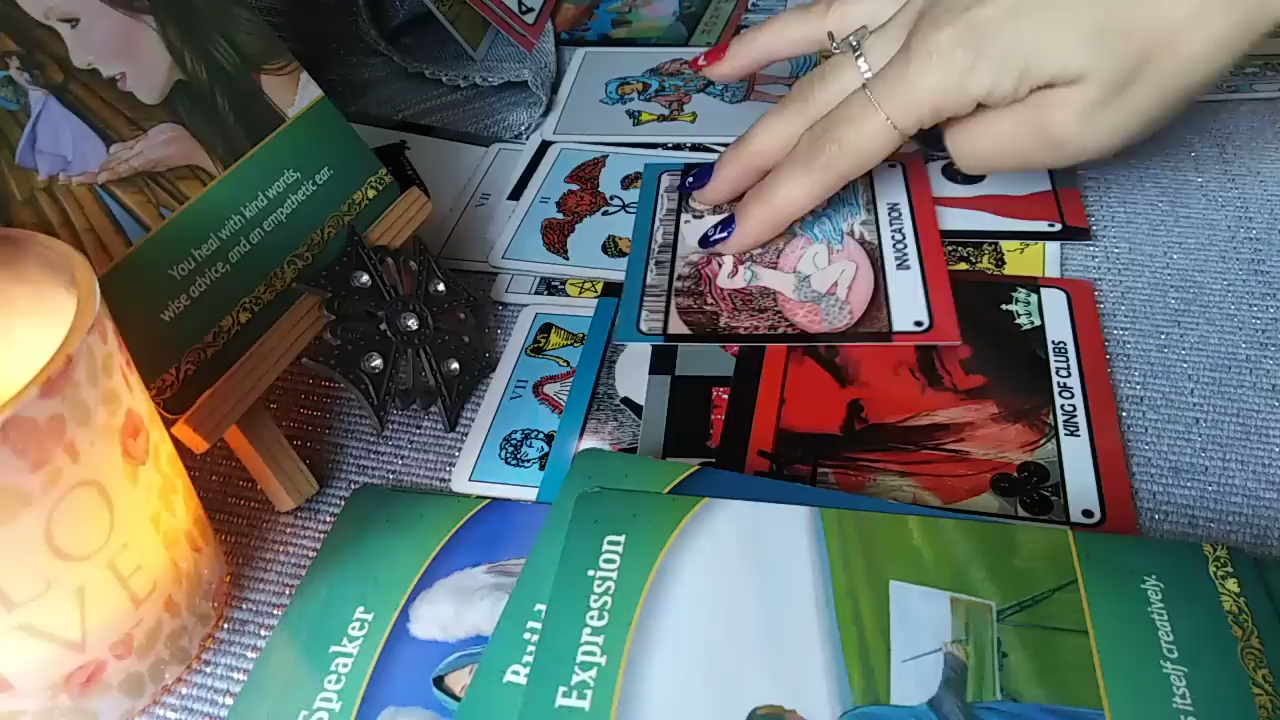 You heal with kind words,
wise advice, and an empathetic ear.
VII
II
INVOCATION
KING OF CLUBS
VII
LOVE
Speaker
Expression
itself creatively.